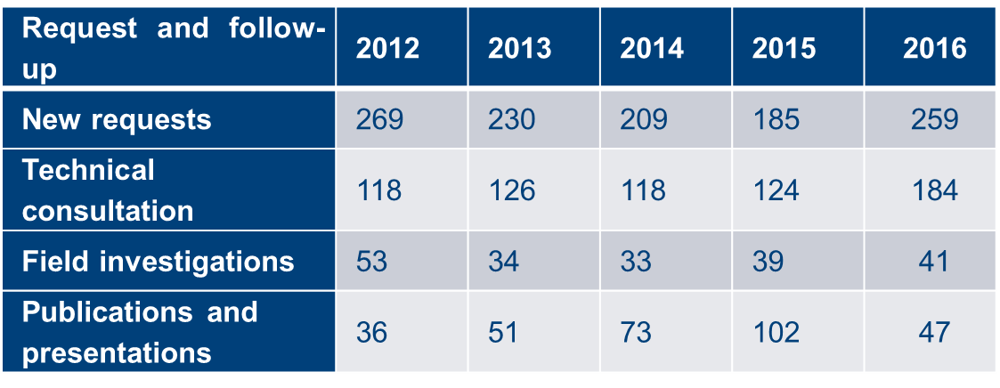 Request and follow-
up 2012 2013 2014 2015 2016
New requests 269 230 209 185 259
Technical
consultation 118 126 118 124 184
Field investigations 53 34 33 39 41
Publications and
presentations 36 51 73 102 47